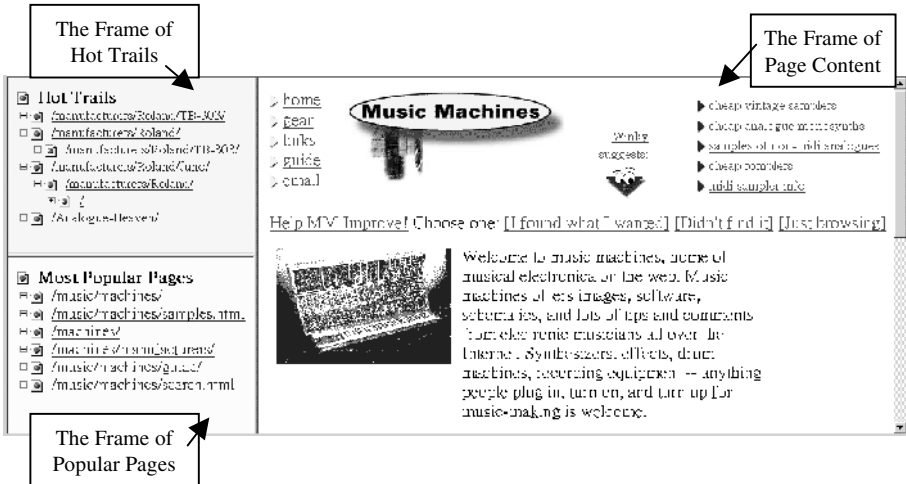 The Frame of
Hot Trails
The Frame of
Page Content
Hot Trails
/manufacturers/Roland/TB-303/
/manufacturers/Roland/
/manufacturers/Roland/TB-303/
/manufacturers/Roland/Juno/
/manufacturers/Roland/
/
/Analogue-Heaven/
Most Popular Pages
/music/machines/
/music/machines/samples.html
/machines/
/machines/manufacturers/
/music/machines/guide/
/music/machines/search.html
The Frame of
Popular Pages
home
gear
links
guide
email
Music Machines
suggests:
cheap vintage samplers
cheap analogue monosynths
samples of non-midi analogues
cheap samplers
midi sampler info
Help MM Improve! Choose one: [I found what I wanted] [Didn't find it] [Just browsing]
Welcome to music machines, home of
musical electronica on the web. Music
machines offers images, software,
schematics, and lots of tips and comments
from electronic musicians all over the
Internet. Synthesizers, effects, drum
machines, recording equipment -- anything
people plug in, turn on, and turn up for
music-making is welcome.